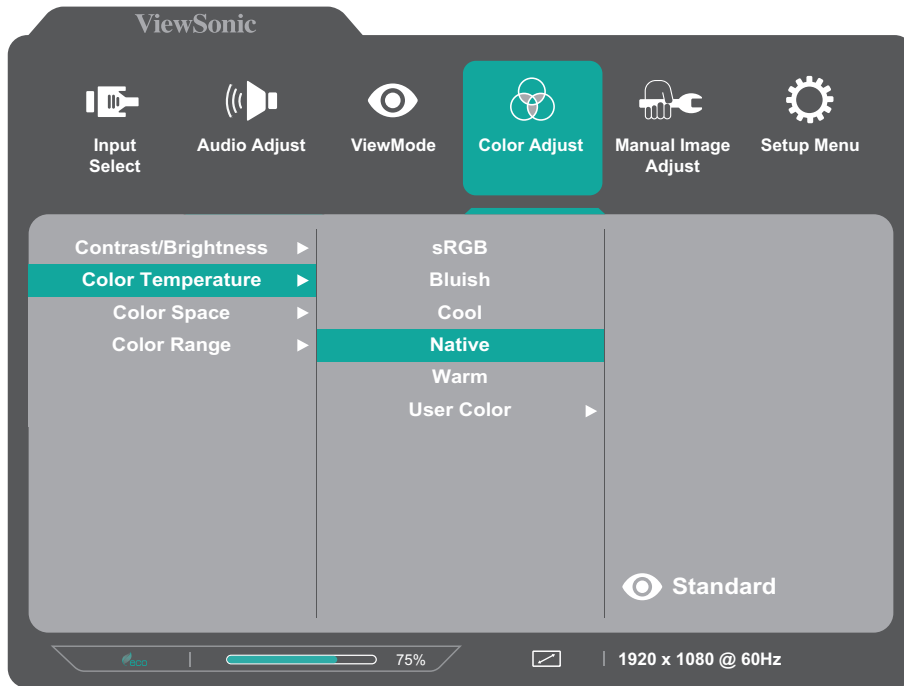 ViewSonic
Input
Select
Audio Adjust
ViewMode
Color Adjust
Manual Image
Adjust
Setup Menu
Contrast/Brightness
Color Temperature
Color Space
Color Range
sRGB
Bluish
Cool
Native
Warm
User Color
Standard
eco
75%
1920 x 1080 @ 60Hz